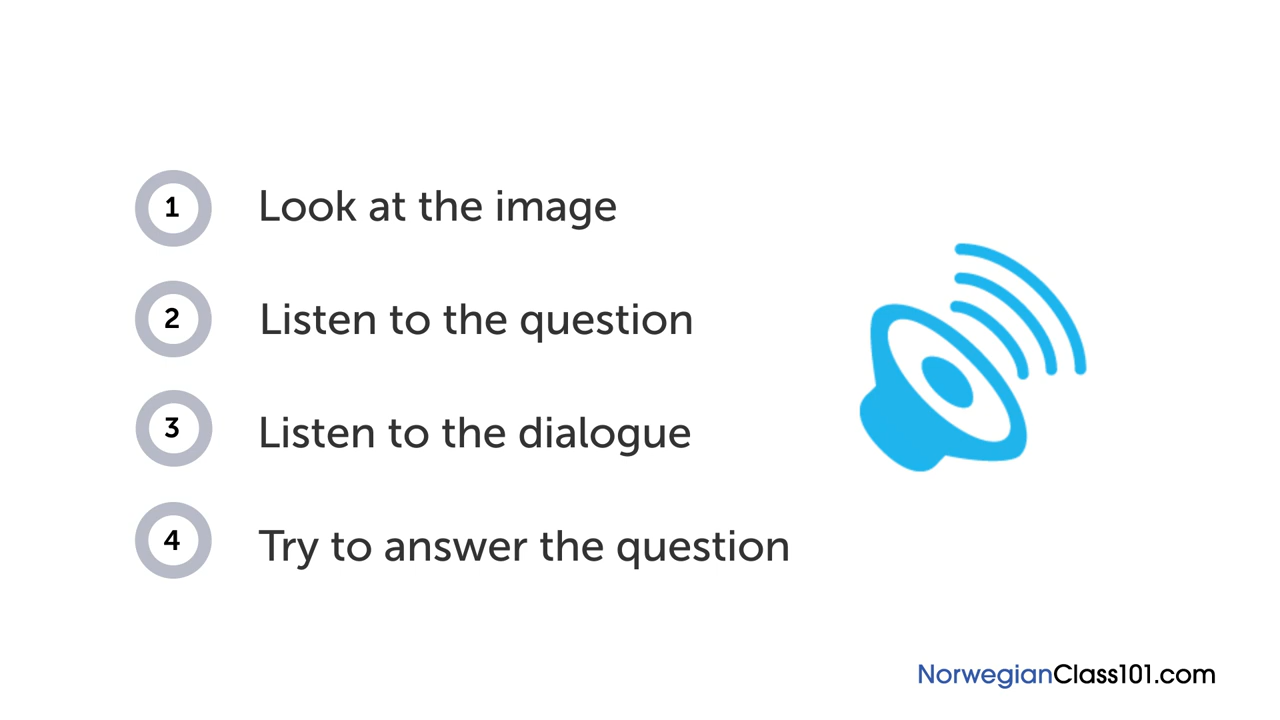 1 Look at the image
2 Listen to the question
3 Listen to the dialogue
4 Try to answer the question
NorwegianClass101.com